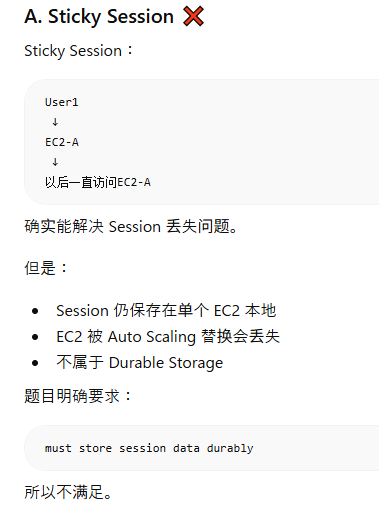 A. Sticky Session ❌
Sticky Session：
User1
↓
EC2-A
↓
以后一直访问EC2-A
确实能解决 Session 丢失问题。
但是：
• Session 仍保存在单个 EC2 本地
• EC2 被 Auto Scaling 替换会丢失
• 不属于 Durable Storage
题目明确要求：
must store session data durably
所以不满足。